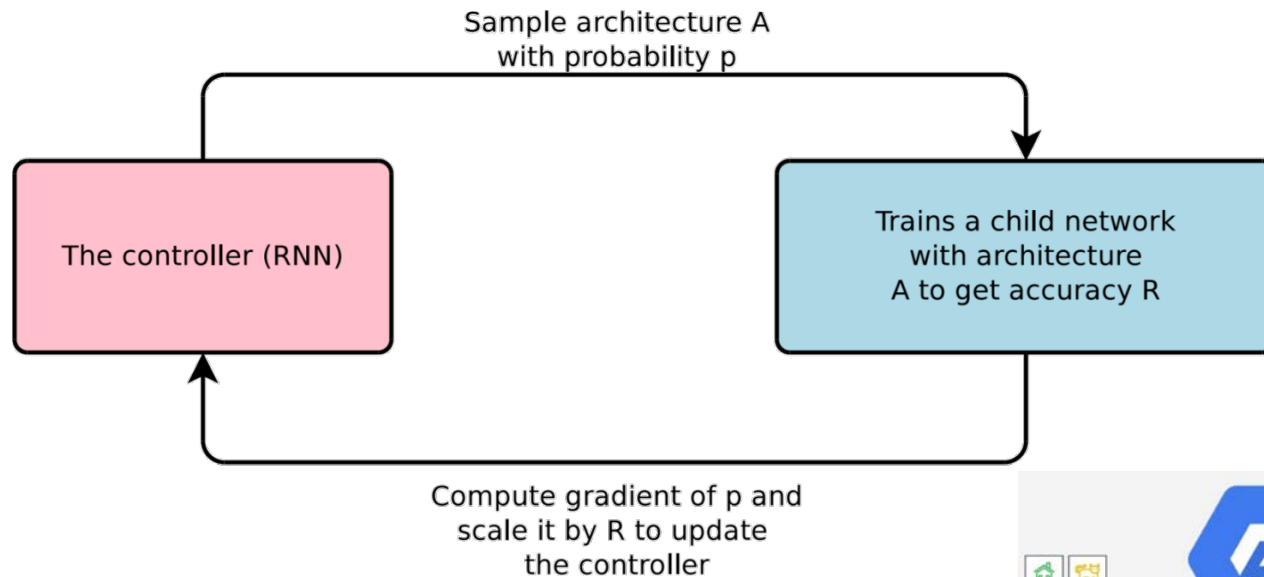 Sample architecture A
with probability p
The controller (RNN)
Trains a child network
with architecture
A to get accuracy R
Compute gradient of p and
scale it by R to update
the controller